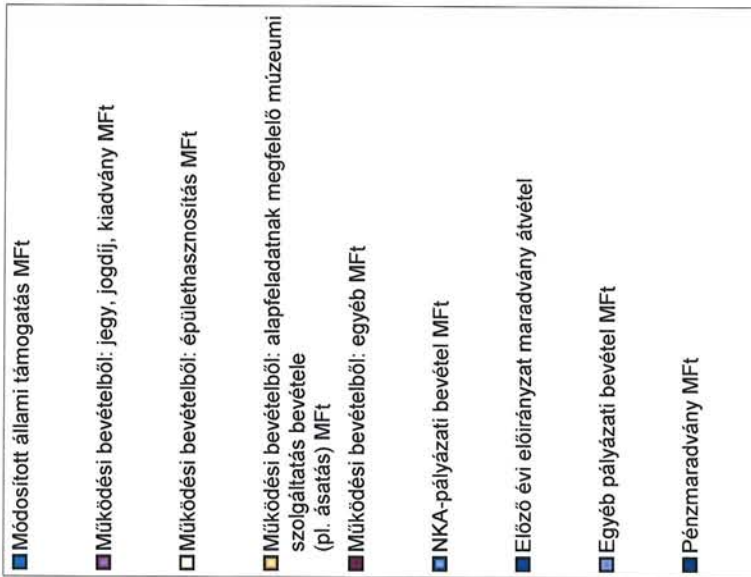 Módosított állami támogatás MFt
Működési bevételből: jegy, jogdíj, kiadvány MFt
Működési bevételből: épülethasznosítás MFt
Működési bevételből: alapfeladatnak megfelelő múzeumi
szolgáltatás bevétele
(pl. ásatás) MFt
Működési bevételből: egyéb MFt
NKA-pályázati bevétel MFt
Előző évi előirányzat maradvány átvétel
Egyéb pályázati bevétel MFt
Pénzmaradvány MFt